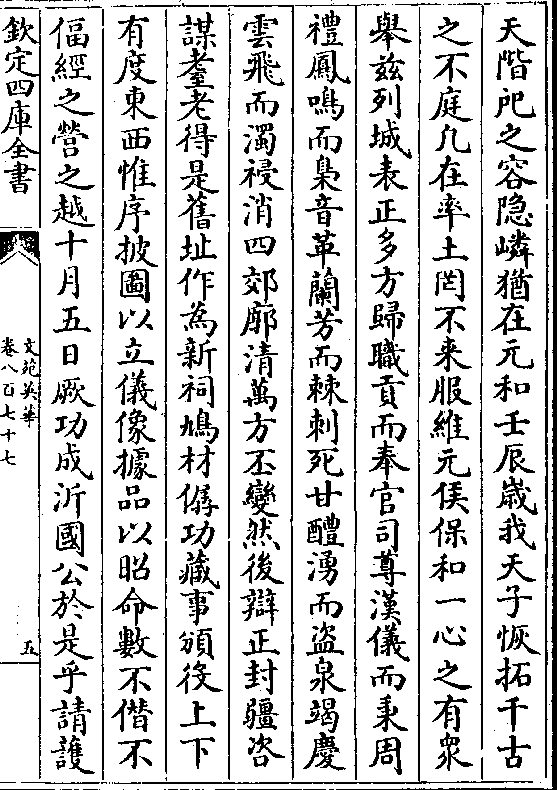 天階戺之容隐嶙猶在元和壬辰嵗我天子恢拓千古
之不庭凢在率土罔不来服維元侯保和一心之有衆
舉兹列城表正多方歸職貢而奉官司尊漢儀而秉周
禮鳳鳴而梟音革蘭芳而棘刺死甘醴湧而盗泉竭慶
雲飛而濁祲消四郊廓清萬方丕變然後辯正封疆咨
謀耋老得是舊址作為新祠鳩材僝功蕆事頒役上下
有度東西惟序披圖以立儀像據品以昭命數不僭不
偪經之營之越十月五日厥功成沂國公於是乎請護
欽定四庫全書
文苑英華
卷八百七十七
五